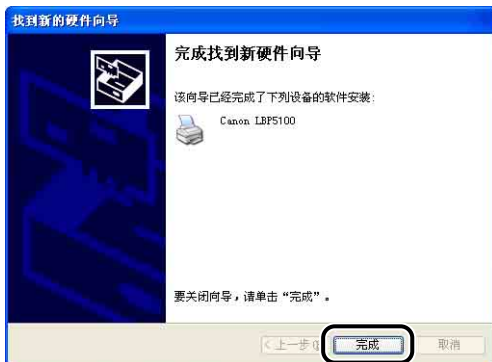 找到新的硬件向导
完成找到新硬件向导
该向导已经完成了下列设备的软件安装:
Canon LBP5100
要关闭向导，请单击“完成”。
< 上一步(
完成
取消